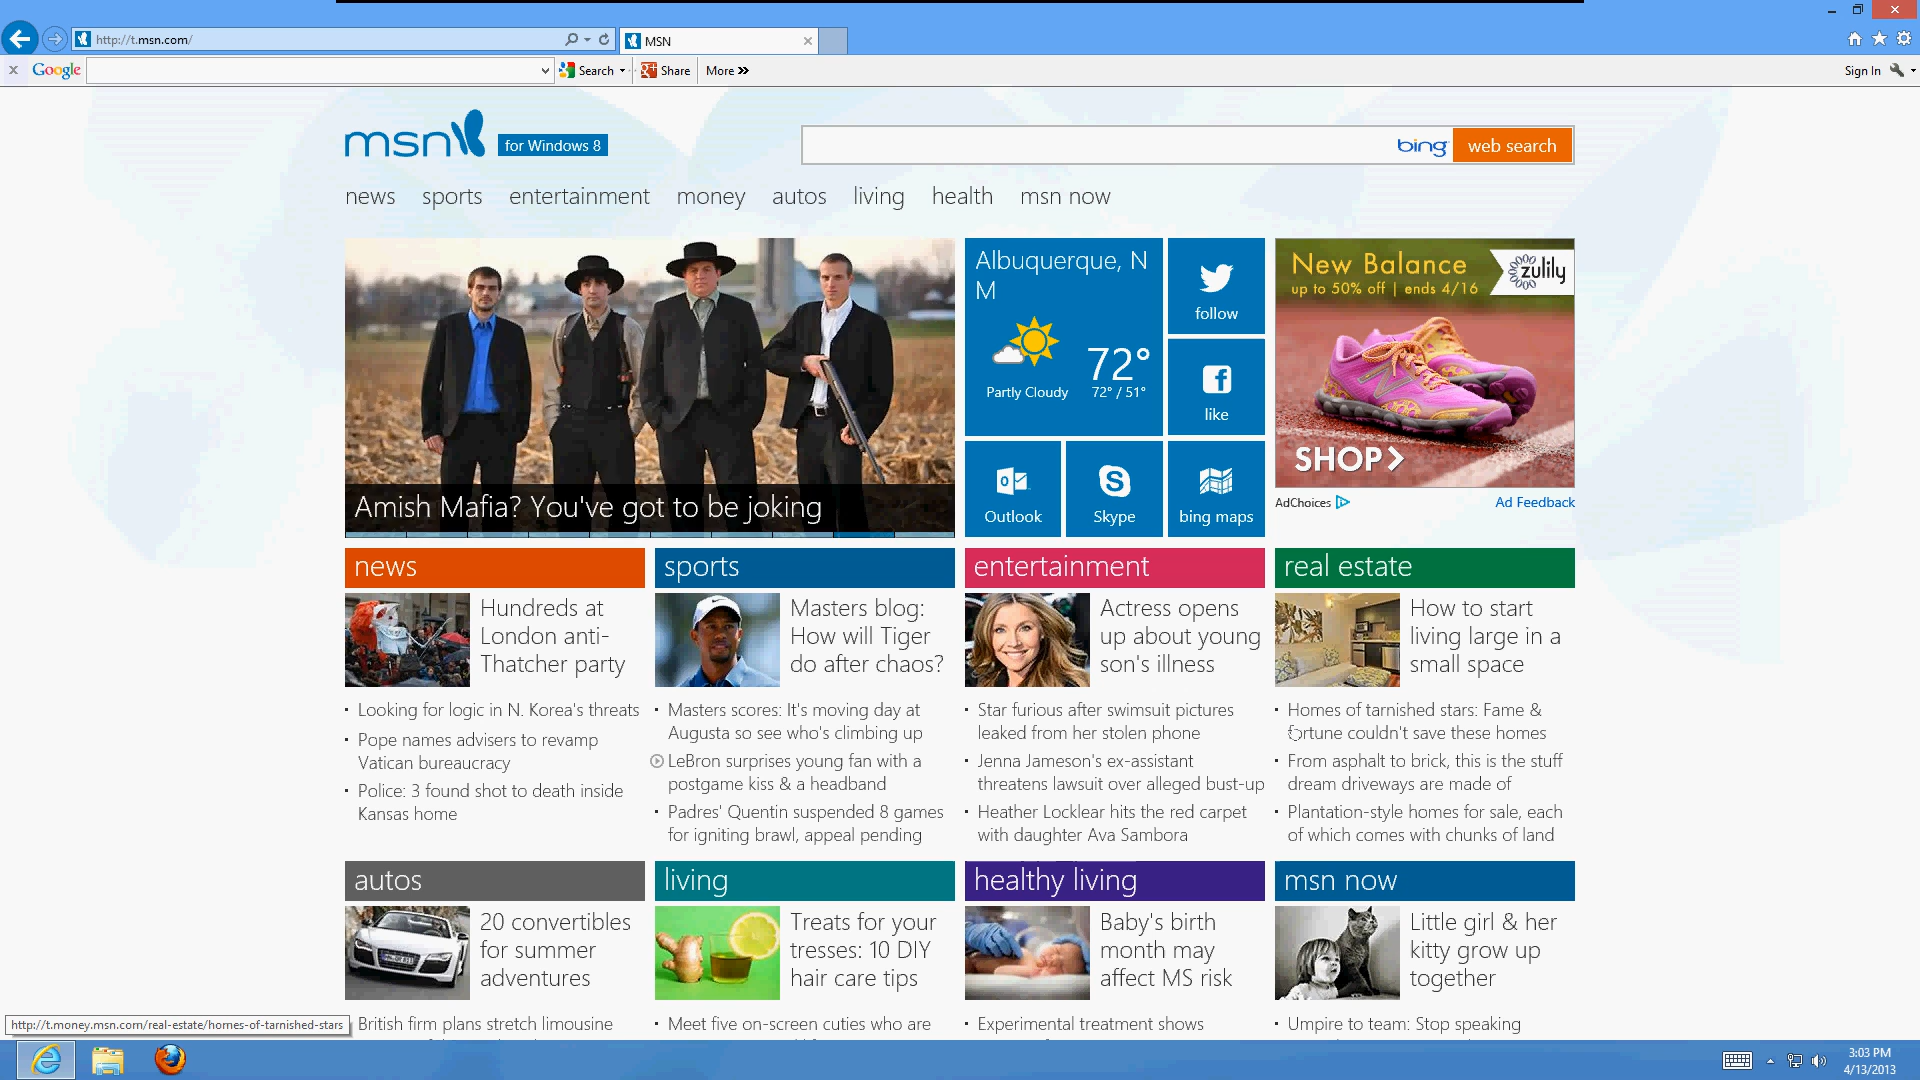 http://t.msn.com/
MSN
Google
Search
Share
More »
Sign In
msn
for Windows 8
bing
web search
news
sports
entertainment
money
autos
living
health
msn now
Amish Mafia? You've got to be joking
Albuquerque, N
M
Partly Cloudy
72°
72° / 51°
follow
like
Outlook
Skype
bing maps
New Balance
up to 50% off | ends 4/16
zulily
SHOP
AdChoices
Ad Feedback
news
Hundreds at
London anti-
Thatcher party
Looking for logic in N. Korea's threats
Pope names advisers to revamp
Vatican bureaucracy
Police: 3 found shot to death inside
Kansas home
sports
Masters blog:
How will Tiger
do after chaos?
Masters scores: It's moving day at
Augusta so see who's climbing up
LeBron surprises young fan with a
postgame kiss & a headband
Padres' Quentin suspended 8 games
for igniting brawl, appeal pending
entertainment
Actress opens
up about young
son's illness
Star furious after swimsuit pictures
leaked from her stolen phone
Jenna Jameson's ex-assistant
threatens lawsuit over alleged bust-up
Heather Locklear hits the red carpet
with daughter Ava Sambora
real estate
How to start
living large in a
small space
Homes of tarnished stars: Fame &
fortune couldn't save these homes
From asphalt to brick, this is the stuff
dream driveways are made of
Plantation-style homes for sale, each
of which comes with chunks of land
autos
20 convertibles
for summer
adventures
British firm plans stretch limousine
living
Treats for your
tresses: 10 DIY
hair care tips
Meet five on-screen cuties who are
healthy living
Baby's birth
month may
affect MS risk
Experimental treatment shows
msn now
Little girl & her
kitty grow up
together
Umpire to team: Stop speaking
http://t.money.msn.com/real-estate/homes-of-tarnished-stars
3:03 PM
4/13/2013